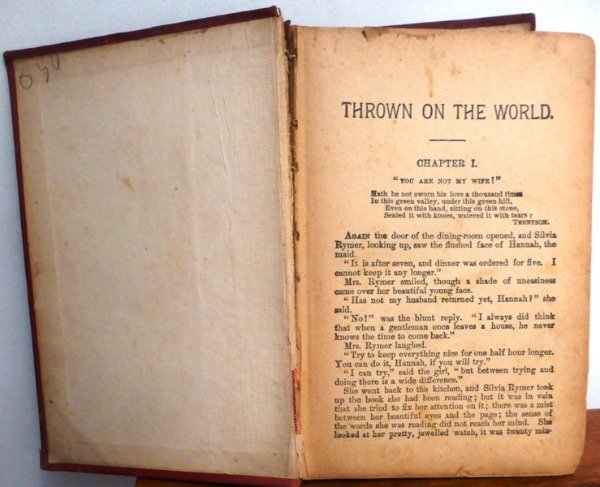 THROWN ON THE WORLD.
CHAPTER I.
"YOU ARE NOT MY WIFE!"
Hath he not sworn his love a thousand times
In this green valley, under this green hill,
Even on this hand, sitting on this stone,
Sealed it with kisses, watered it with tears?
TENNYSON.
AGAIN the door of the dining-room opened, and Silvia
Rymer, looking up, saw the flushed face of Hannah, the
maid.
"It is after seven, and dinner was ordered for five. I
cannot keep it any longer."
Mrs. Rymer smiled, though a shade of uneasiness
came over her beautiful young face.
"Has not my husband returned yet, Hannah?" she
said.
"No!" was the blunt reply. "I always did think
that when a gentleman once leaves a house, he never
knows the time to come back."
Mrs. Rymer laughed.
"Try to keep everything nice for one half hour longer.
You can do it, Hannah, if you will try."
"I can try," said the girl, "but between trying and
doing there is a wide difference."
She went back to the kitchen, and Silvia Rymer took
up the book she had been reading; but it was in vain
that she tried to fix her attention on it; there was a mist
between her beautiful eyes and the page; the sense of
the words she was reading did not reach her mind. She
looked at her pretty, jewelled watch, it was twenty min-